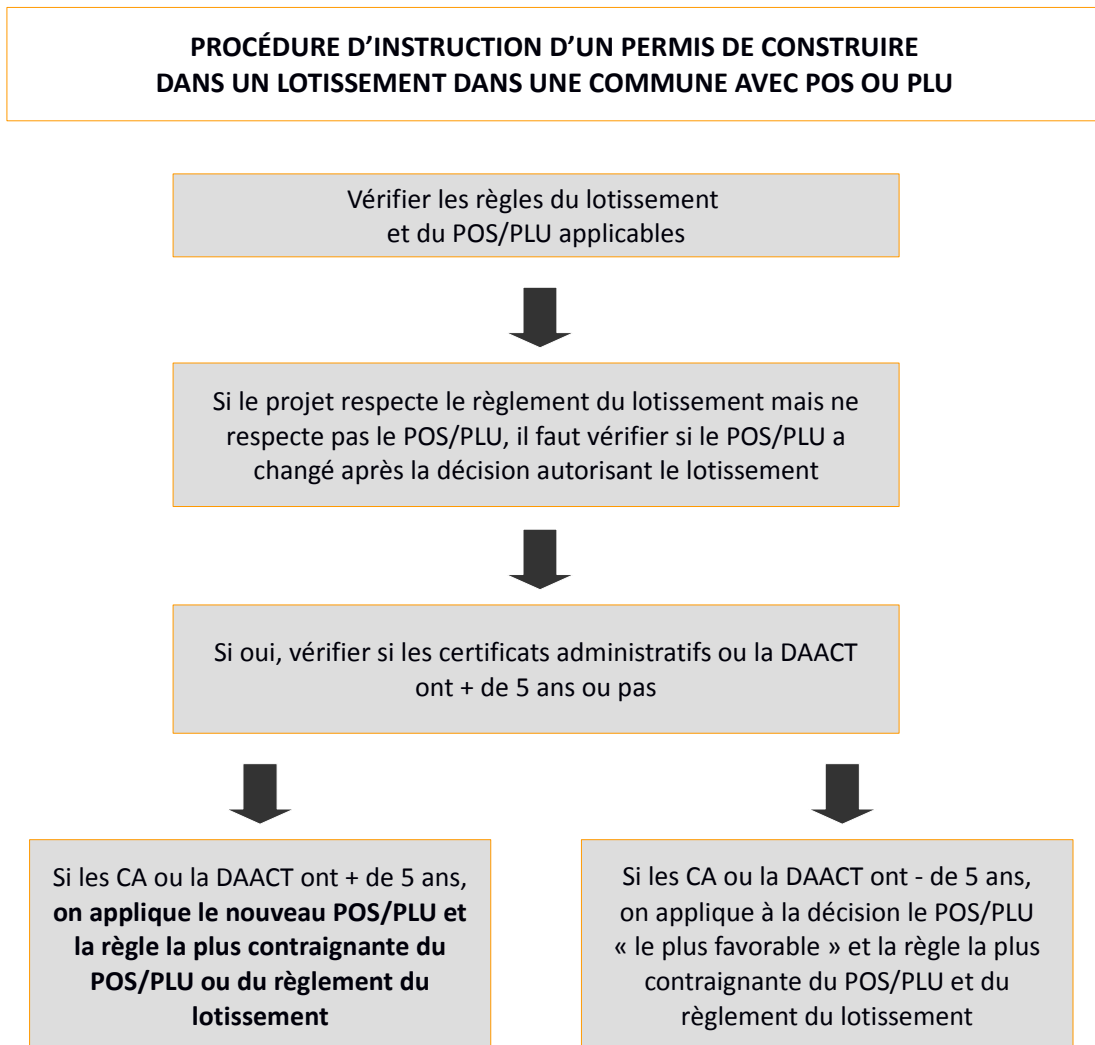 PROCÉDURE D’INSTRUCTION D’UN PERMIS DE CONSTRUIRE
DANS UN LOTISSEMENT DANS UNE COMMUNE AVEC POS OU PLU
Vérifier les règles du lotissement
et du POS/PLU applicables
Si le projet respecte le règlement du lotissement mais ne
respecte pas le POS/PLU, il faut vérifier si le POS/PLU a
changé après la décision autorisant le lotissement
Si oui, vérifier si les certificats administratifs ou la DAACT
ont + de 5 ans ou pas
Si les CA ou la DAACT ont + de 5 ans,
on applique le nouveau POS/PLU et
la règle la plus contraignante du
POS/PLU ou du règlement du
lotissement
Si les CA ou la DAACT ont - de 5 ans,
on applique à la décision le POS/PLU
« le plus favorable » et la règle la plus
contraignante du POS/PLU et du
règlement du lotissement